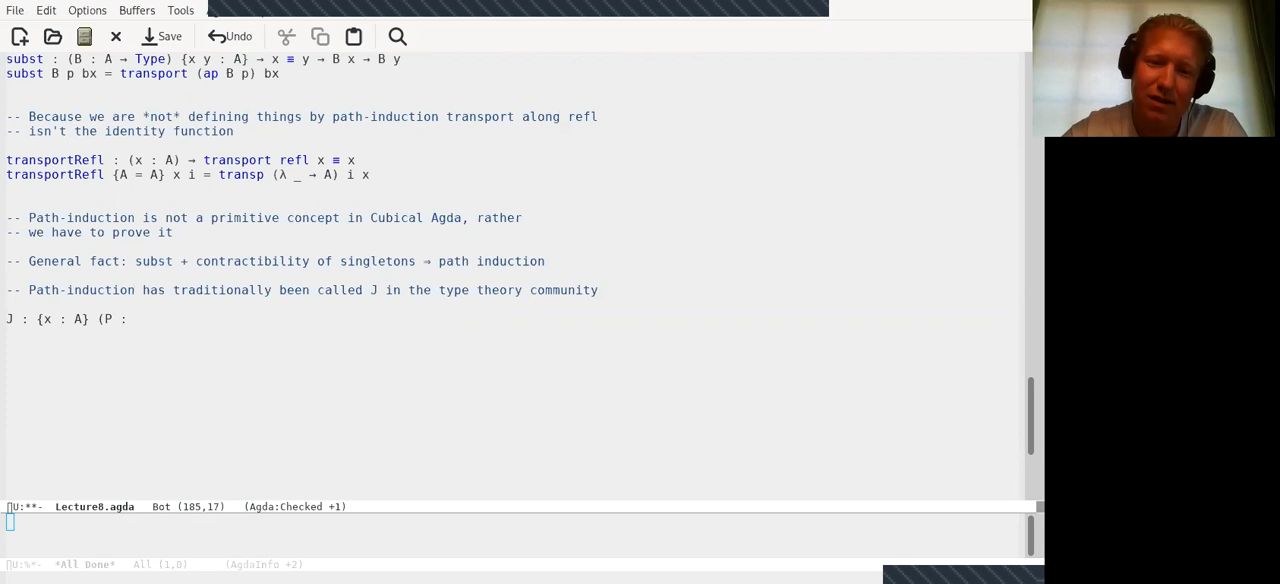 File Edit Options Buffers Tools
Save Undo
subst : (B : A → Type) {x y : A} → x ≡ y → B x → B y
subst B p bx = transport (ap B p) bx
-- Because we are *not* defining things by path-induction transport along refl
-- isn't the identity function
transportRefl : (x : A) → transport refl x ≡ x
transportRefl {A = A} x i = transp (λ _ → A) i x
-- Path-induction is not a primitive concept in Cubical Agda, rather
-- we have to prove it
-- General fact: subst + contractibility of singletons ⇒ path induction
-- Path-induction has traditionally been called J in the type theory community
J : {x : A} (P :
U:**- Lecture8.agda Bot (185,17) (Agda:Checked +1)
U:%*- *All Done* All (1,0) (AgdaInfo +2)